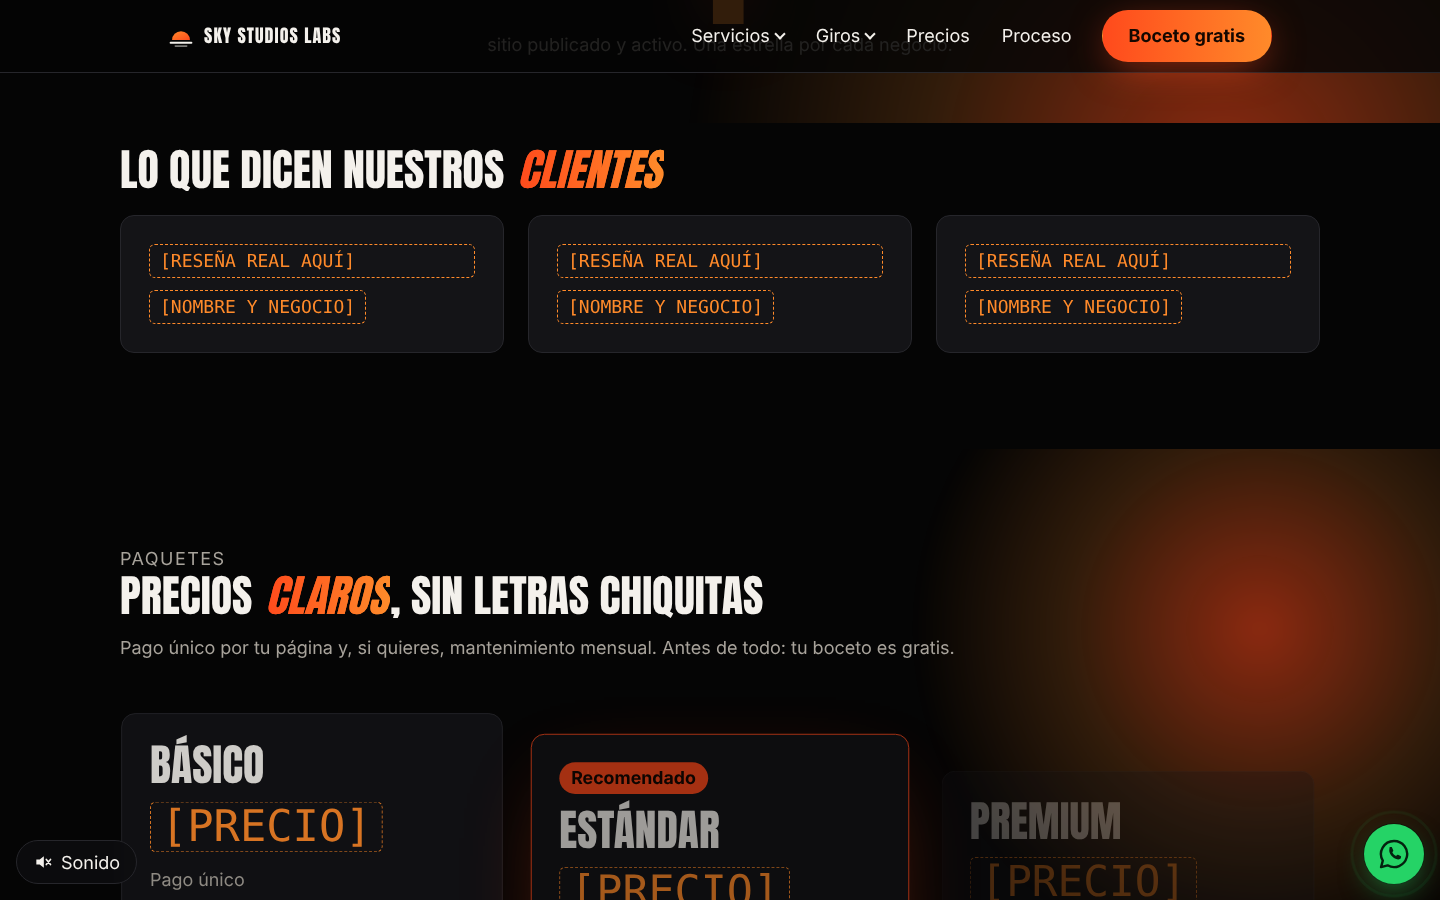 SKY STUDIOS LABS
Servicios
Giros
Precios
Proceso
Boceto gratis
sitio publicado y activo. Una estrella por cada negocio.
LO QUE DICEN NUESTROS CLIENTES
[RESEÑA REAL AQUÍ]
[NOMBRE Y NEGOCIO]
[RESEÑA REAL AQUÍ]
[NOMBRE Y NEGOCIO]
[RESEÑA REAL AQUÍ]
[NOMBRE Y NEGOCIO]
PAQUETES
PRECIOS CLAROS, SIN LETRAS CHIQUITAS
Pago único por tu página y, si quieres, mantenimiento mensual. Antes de todo: tu boceto es gratis.
BÁSICO
[PRECIO]
Pago único
Recomendado
ESTÁNDAR
[PRECIO]
PREMIUM
[PRECIO]
Sonido